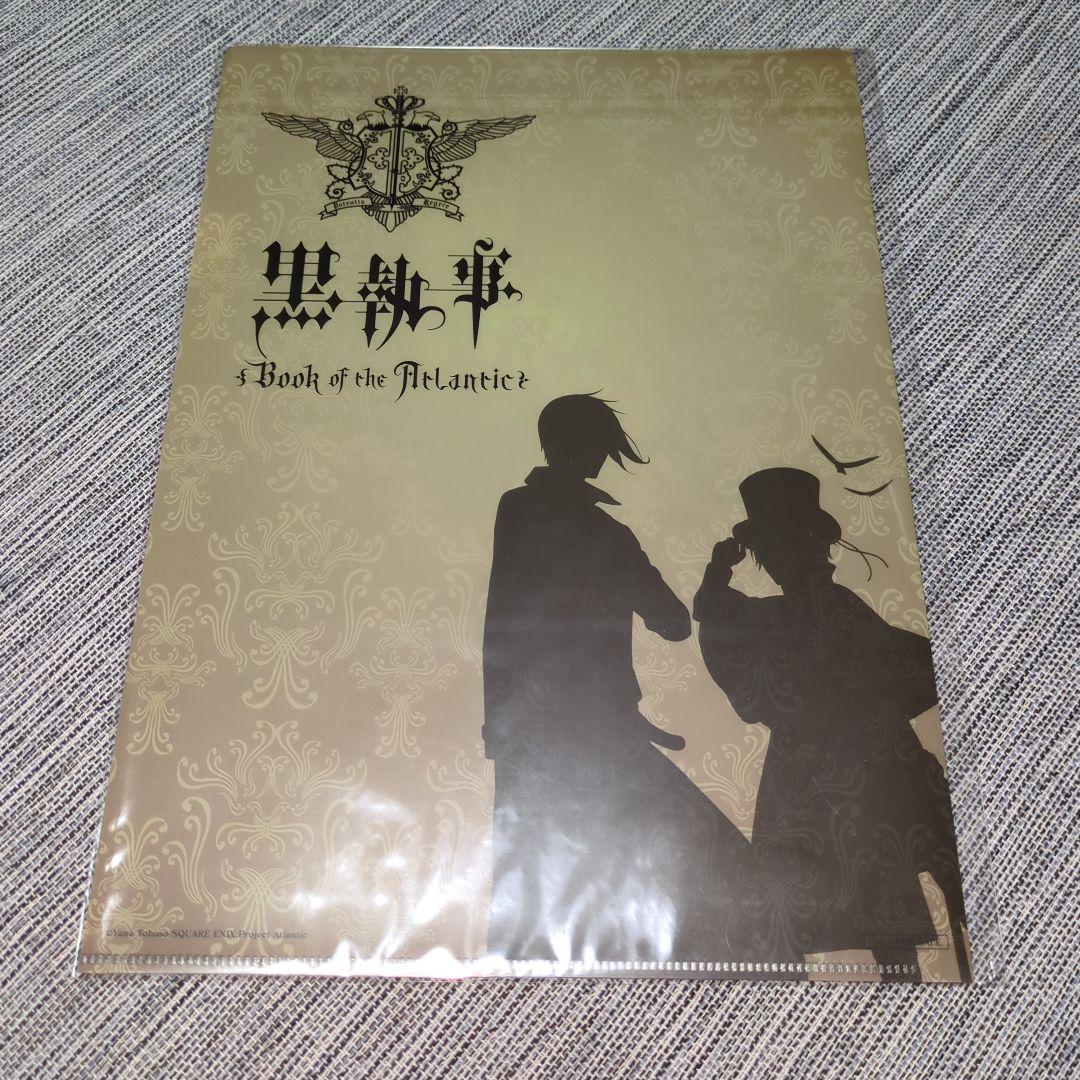 Potentia Regere
黒執事
Book of the Atlantic
©Yana Toboso/SQUARE ENIX,Project Atlantic